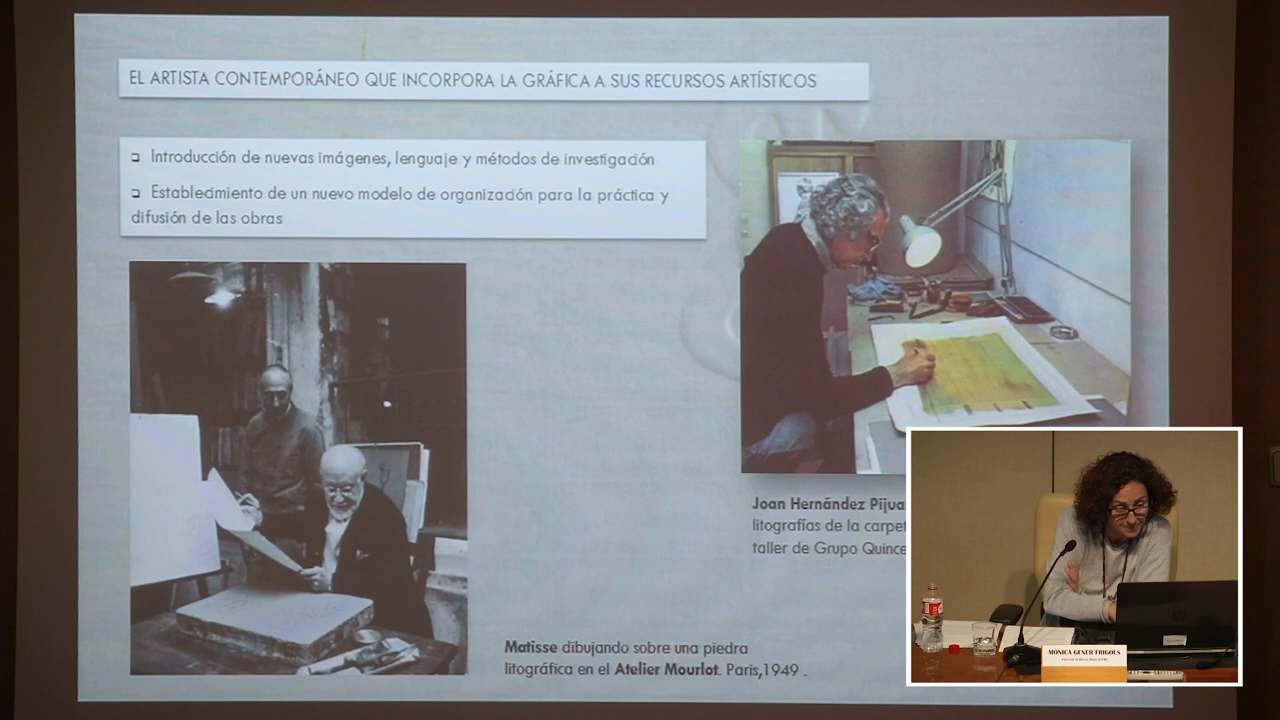 EL ARTISTA CONTEMPORÁNEO QUE INCORPORA LA GRÁFICA A SUS RECURSOS ARTÍSTICOS
❑ Introducción de nuevas imágenes, lenguaje y métodos de investigación
❑ Establecimiento de un nuevo modelo de organización para la práctica y
difusión de las obras
Joan Hernández Pijua
litografías de la carpet
taller de Grupo Quince
Matisse dibujando sobre una piedra
litográfica en el Atelier Mourlot. Paris,1949 .
MÓNICA GENER FRIGOLS